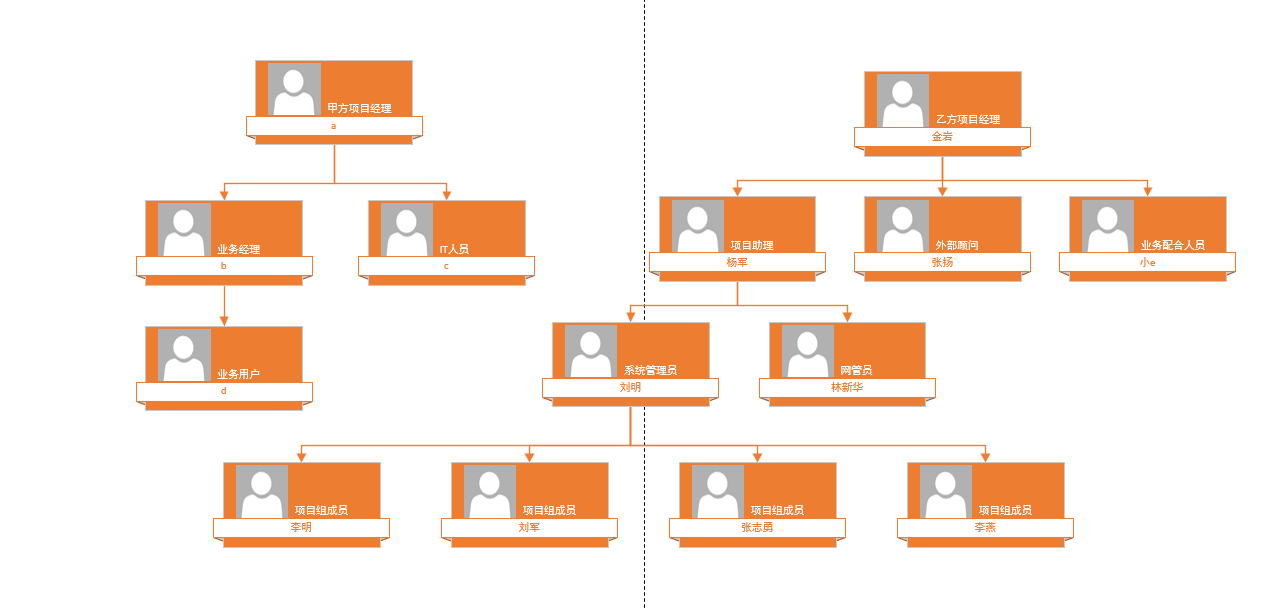 甲方项目经理
a
乙方项目经理
金岩
业务经理
b
IT人员
c
项目助理
杨军
外部顾问
张扬
业务配合人员
小e
业务用户
d
系统管理员
刘明
网管员
林新华
项目组成员
李明
项目组成员
刘军
项目组成员
张志勇
项目组成员
李燕